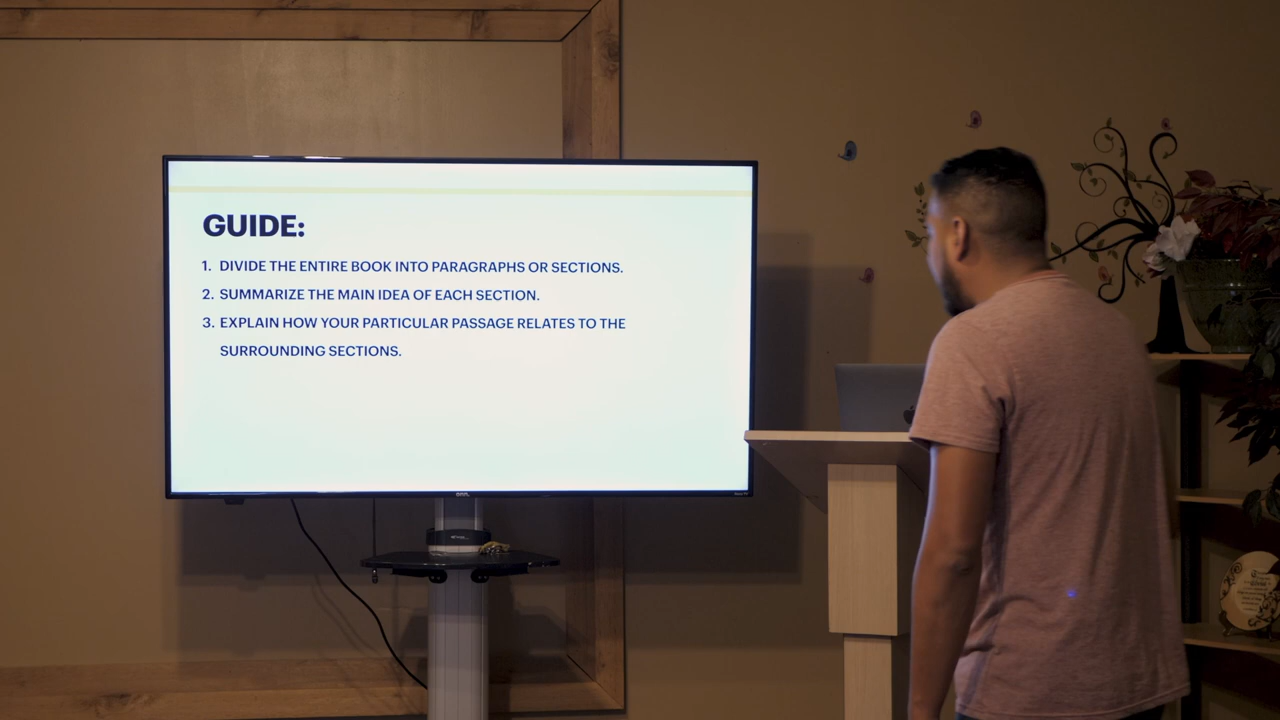 GUIDE:
1. DIVIDE THE ENTIRE BOOK INTO PARAGRAPHS OR SECTIONS.
2. SUMMARIZE THE MAIN IDEA OF EACH SECTION.
3. EXPLAIN HOW YOUR PARTICULAR PASSAGE RELATES TO THE
SURROUNDING SECTIONS.